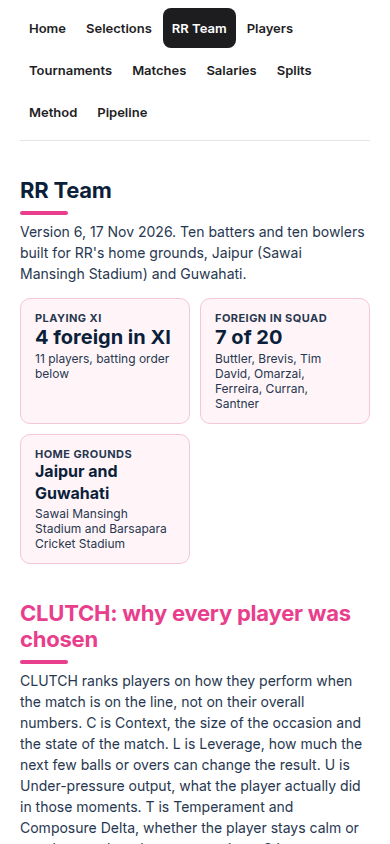 Home Selections RR Team Players
Tournaments Matches Salaries Splits
Method Pipeline
RR Team
Version 6, 17 Nov 2026. Ten batters and ten bowlers
built for RR's home grounds, Jaipur (Sawai
Mansingh Stadium) and Guwahati.
PLAYING XI
4 foreign in XI
11 players, batting order
below
FOREIGN IN SQUAD
7 of 20
Buttler, Brevis, Tim
David, Omarzai,
Ferreira, Curran,
Santner
HOME GROUNDS
Jaipur and
Guwahati
Sawai Mansingh
Stadium and Barsapara
Cricket Stadium
CLUTCH: why every player was
chosen
CLUTCH ranks players on how they perform when
the match is on the line, not on their overall
numbers. C is Context, the size of the occasion and
the state of the match. L is Leverage, how much the
next few balls or overs can change the result. U is
Under-pressure output, what the player actually did
in those moments. T is Temperament and
Composure Delta, whether the player stays calm or